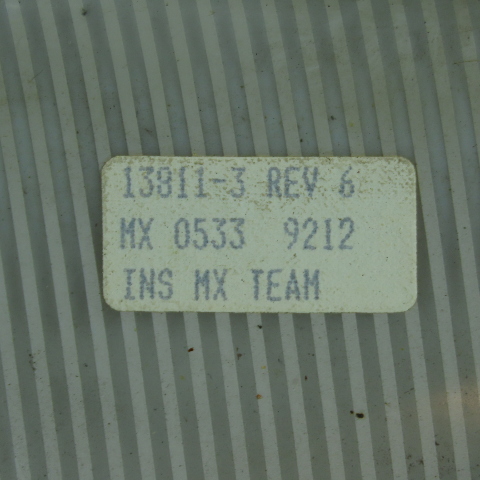 13811-3 REV 6
MX 0533 9212
INS MX TEAM